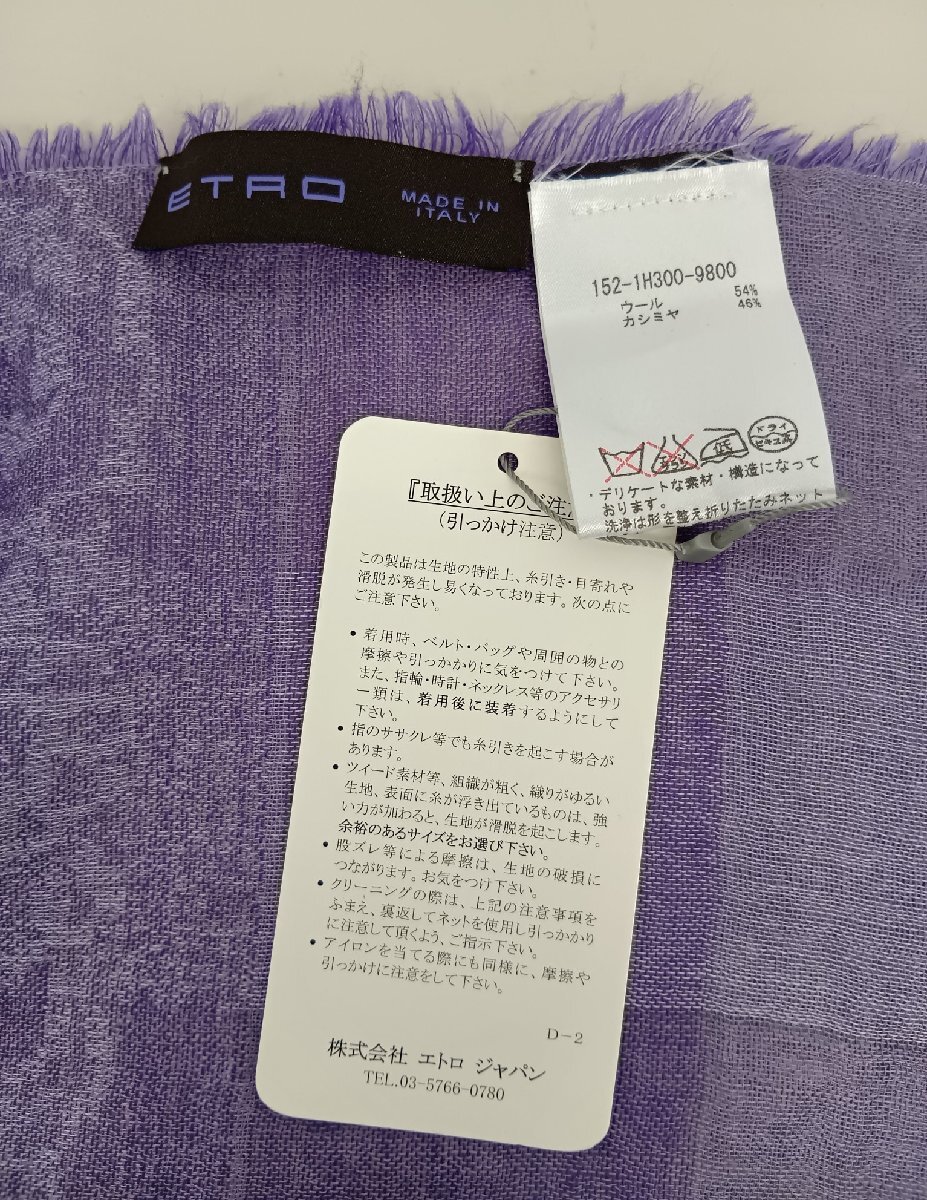 ETRO
MADE IN
ITALY
152-1H300-9800
ウール 54%
カシミヤ 46%
低
ドライ
セキユ系
・デリケートな素材・構造になって
おります。
洗浄は形を整え折りたたみネット
『取扱い上のご注
(引っかけ注意)
この製品は生地の特性上、糸引き・目寄れや
滑脱が発生し易くなっております。次の点に
ご注意下さい。
• 着用時、ベルト・バッグや周囲の物との
摩擦や引っかかりに気をつけて下さい。
また、指輪・時計・ネックレス等のアクセサリ
ー類は、着用後に装着するようにして
下さい。
• 指のササクレ等でも糸引きを起こす場合が
あります。
• ツイード素材等、組織が粗く、織りがゆるい
生地、表面に糸が浮き出ているものは、強
い力が加わると、生地が滑脱を起こします。
余裕のあるサイズをお選び下さい。
• 股ズレ等による摩擦は、生地の破損に
つながります。お気をつけ下さい。
• クリーニングの際は、上記の注意事項を
ふまえ、裏返してネットを使用し引っかかり
に注意して頂くよう、ご指示下さい。
• アイロンを当てる際にも同様に、摩擦や
引っかけに注意をして下さい。
D-2
株式会社 エトロ ジャパン
TEL.03-5766-0780